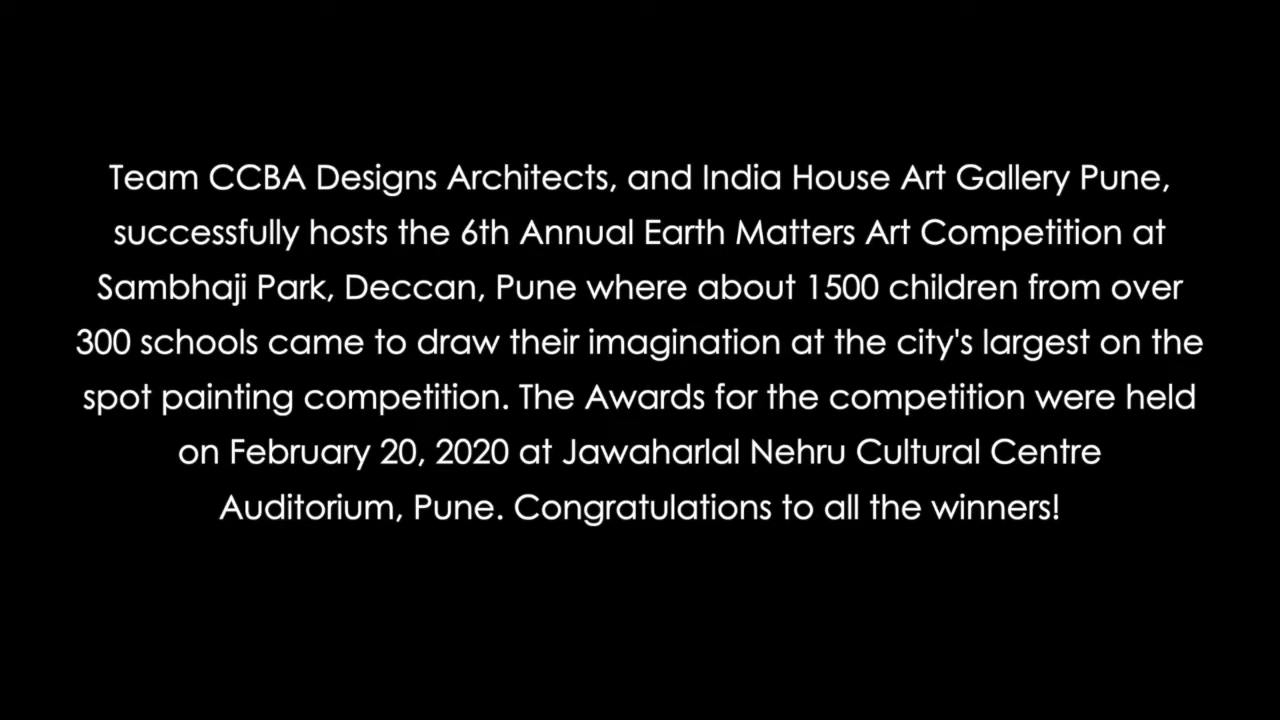 Team CCBA Designs Architects, and India House Art Gallery Pune,
successfully hosts the 6th Annual Earth Matters Art Competition at
Sambhaji Park, Deccan, Pune where about 1500 children from over
300 schools came to draw their imagination at the city's largest on the
spot painting competition. The Awards for the competition were held
on February 20, 2020 at Jawaharlal Nehru Cultural Centre
Auditorium, Pune. Congratulations to all the winners!